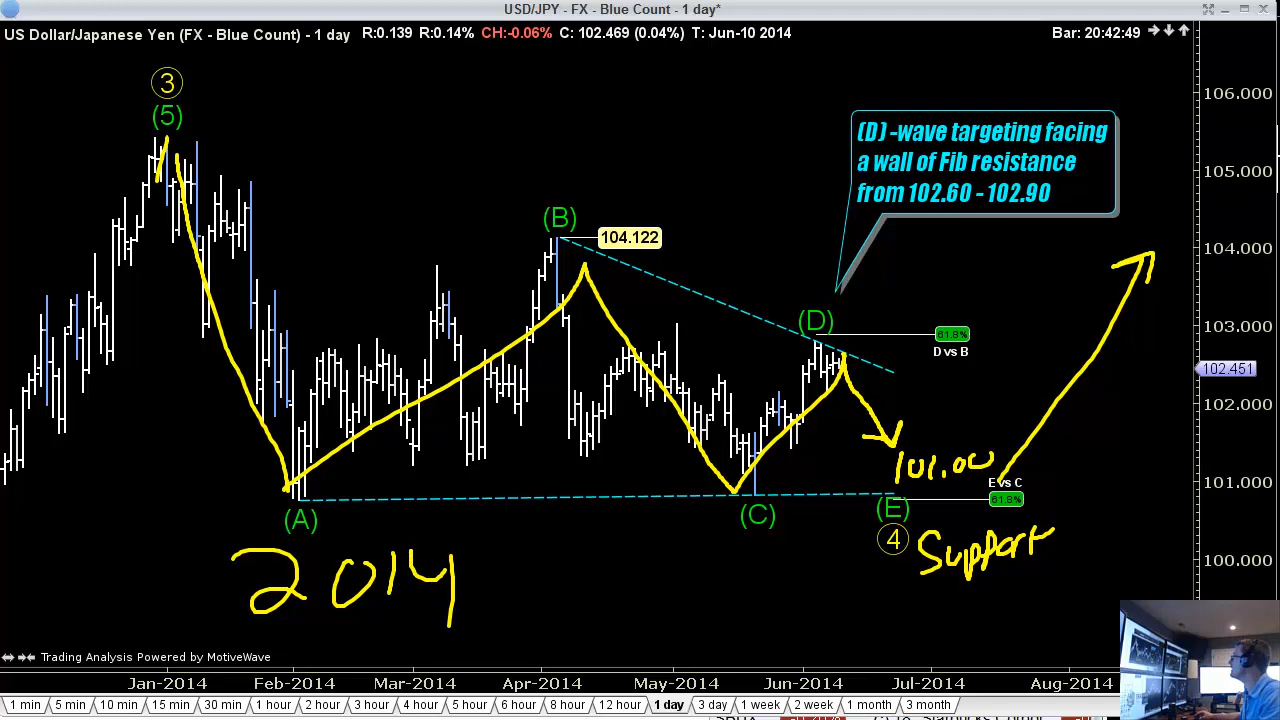 USD/JPY - FX - Blue Count - 1 day*
US Dollar/Japanese Yen (FX - Blue Count) - 1 day R:0.139 R:0.14% CH:-0.06% C: 102.469 (0.04%) T: Jun-10 2014 Bar: 20:42:49
3
(5)
106.000
(D) -wave targeting facing
a wall of Fib resistance
from 102.60 - 102.90
105.000
(B)
104.122
104.000
(D)
61.8%
103.000
D vs B
102.451
102.000
101.00
E vs C
101.000
61.8%
(A)
(C)
(E)
4
Support
100.000
2014
Trading Analysis Powered by MotiveWave
Jan-2014 Feb-2014 Mar-2014 Apr-2014 May-2014 Jun-2014 Jul-2014 Aug-2014
1 min 5 min 10 min 15 min 30 min 1 hour 2 hour 3 hour 4 hour 5 hour 8 hour 12 hour 1 day 3 day 1 week 2 week 1 month 3 month